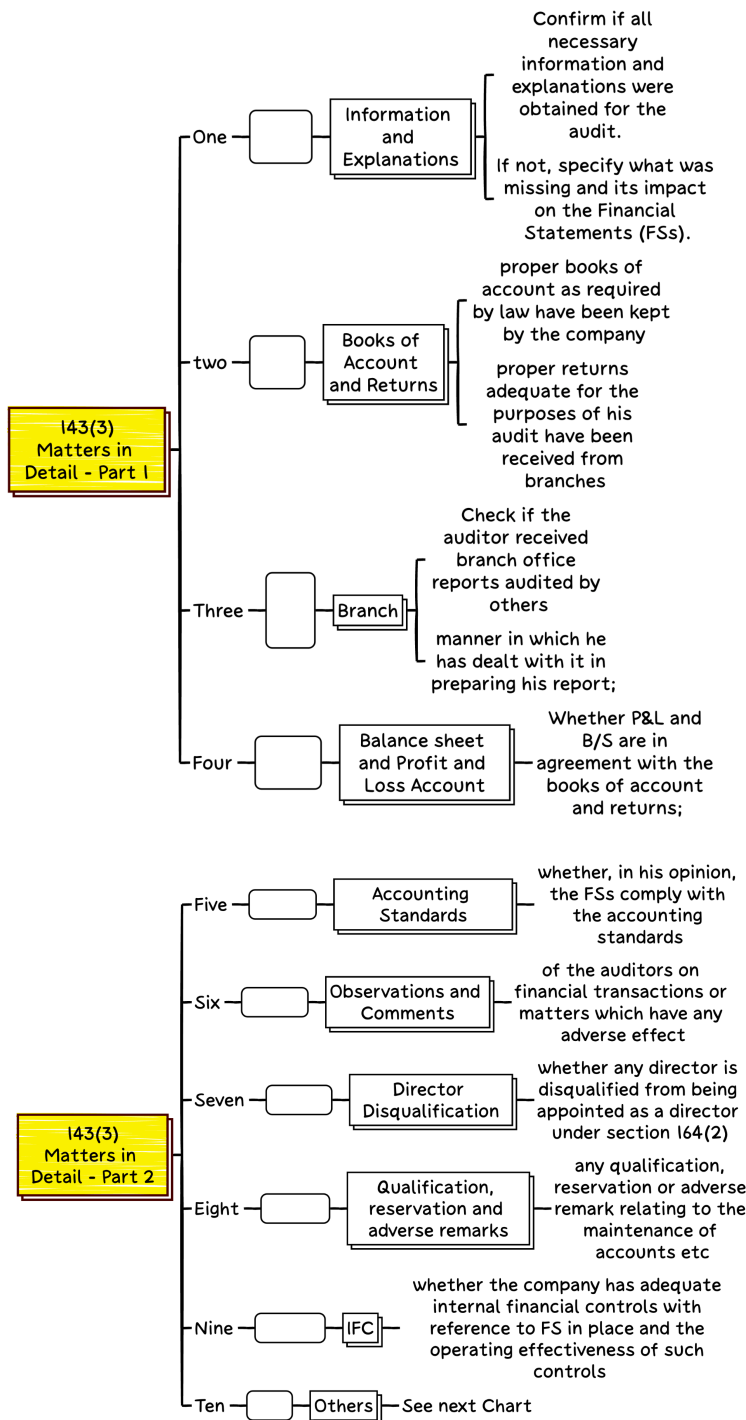 143(3)
Matters in
Detail - Part 1
One
Information
and
Explanations
Confirm if all
necessary
information and
explanations were
obtained for the
audit.
If not, specify what was
missing and its impact
on the Financial
Statements (FSs).
two
Books of
Account
and Returns
proper books of
account as required
by law have been kept
by the company
proper returns
adequate for the
purposes of his
audit have been
received from
branches
Three
Branch
Check if the
auditor received
branch office
reports audited by
others
manner in which he
has dealt with it in
preparing his report;
Four
Balance sheet
and Profit and
Loss Account
Whether P&L and
B/S are in
agreement with the
books of account
and returns;
143(3)
Matters in
Detail - Part 2
Five
Accounting
Standards
whether, in his opinion,
the FSs comply with
the accounting
standards
Six
Observations and
Comments
of the auditors on
financial transactions or
matters which have any
adverse effect
Seven
Director
Disqualification
whether any director is
disqualified from being
appointed as a director
under section 164(2)
Eight
Qualification,
reservation and
adverse remarks
any qualification,
reservation or adverse
remark relating to the
maintenance of
accounts etc
Nine
IFC
whether the company has adequate
internal financial controls with
reference to FS in place and the
operating effectiveness of such
controls
Ten
Others
See next Chart